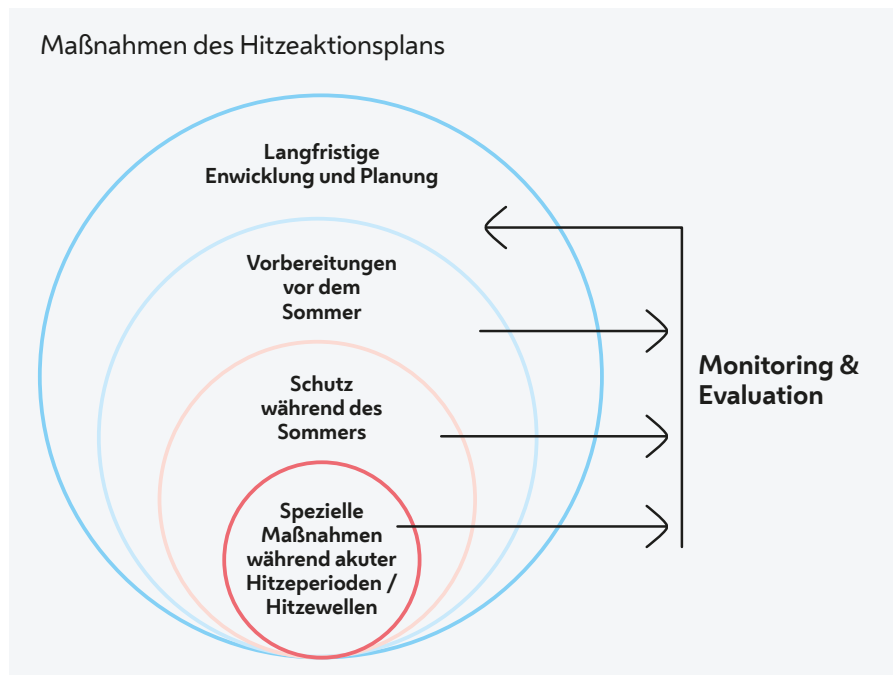 Maßnahmen des Hitzeaktionsplans
Langfristige
Enwicklung und Planung
Vorbereitungen
vor dem
Sommer
Schutz
während des
Sommers
Spezielle
Maßnahmen
während akuter
Hitzeperioden /
Hitzewellen
Monitoring &
Evaluation